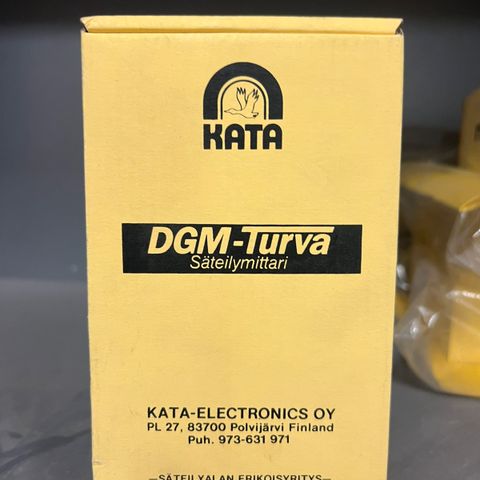 KATA
DGM-Turva
Säteilymittari
KATA-ELECTRONICS OY
PL 27, 83700 Polvijärvi Finland
Puh. 973-631 971
—SÄTEILYALAN ERIKOISYRITYS—